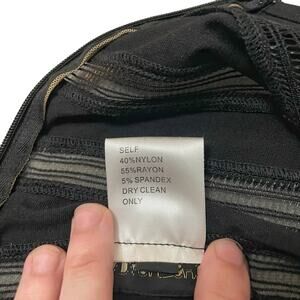 SELF
40%NYLON
55%RAYON
5% SPANDEX
DRY CLEAN
ONLY